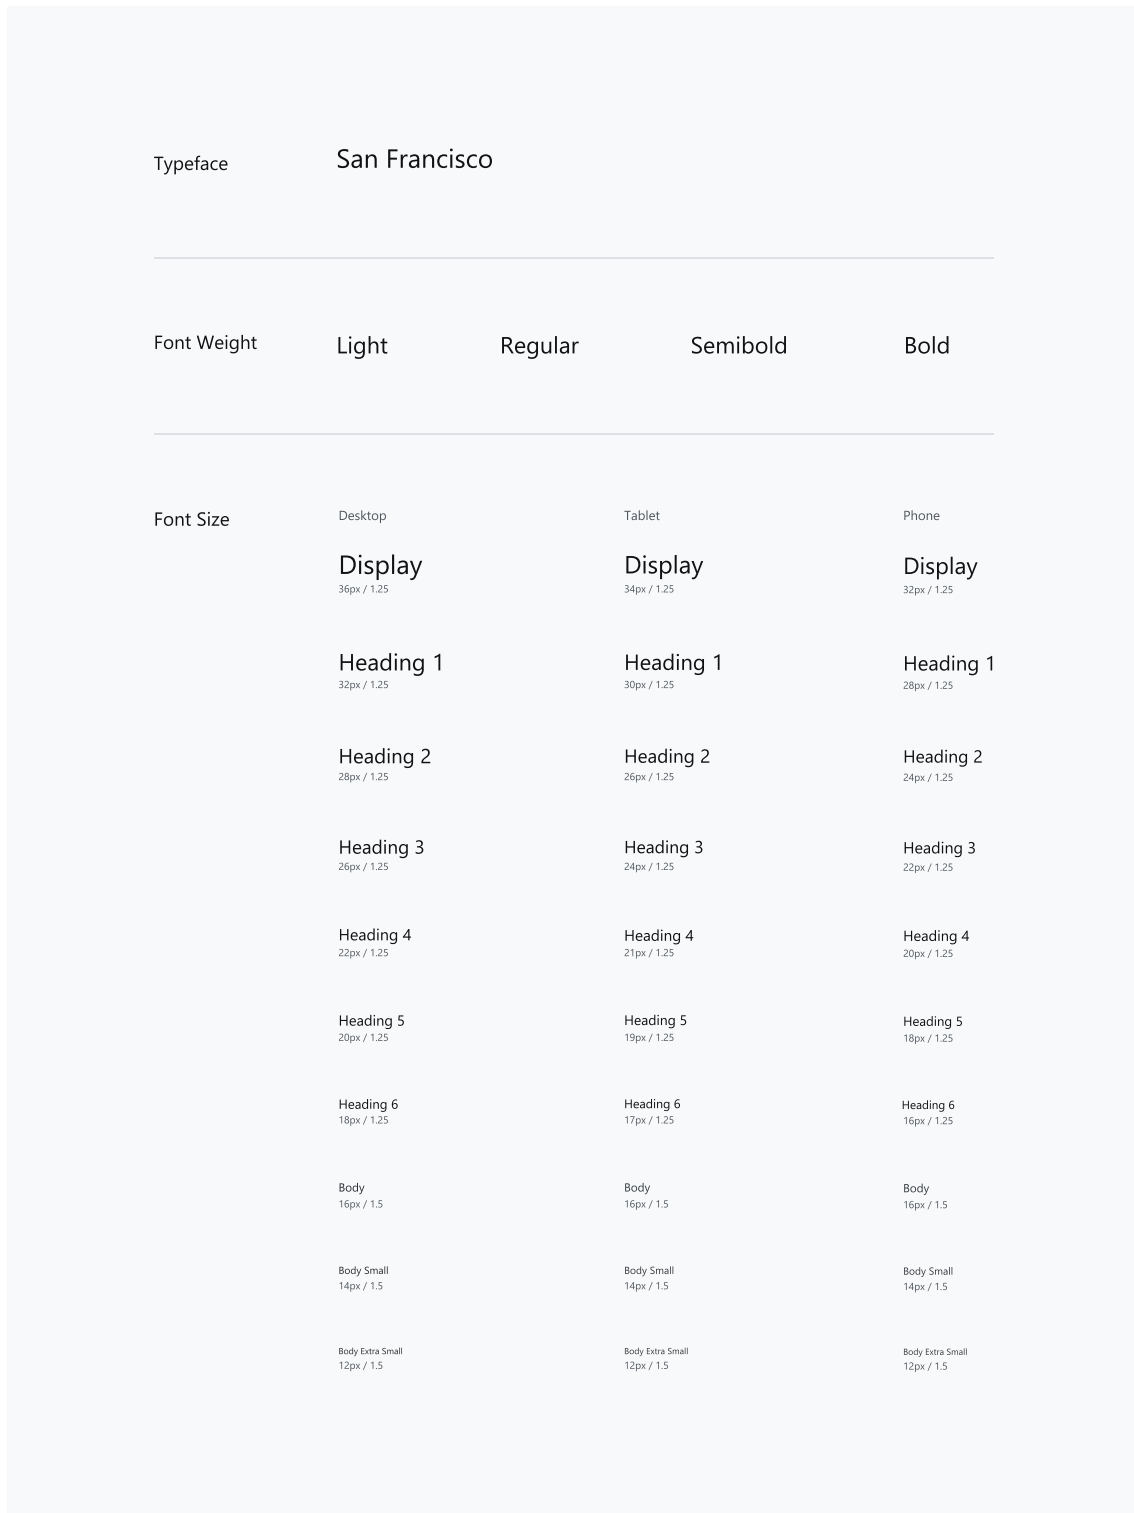 Typeface San Francisco
Font Weight Light Regular Semibold Bold
Font Size Desktop Tablet Phone
Display Display Display
36px / 1.25 34px / 1.25 32px / 1.25
Heading 1 Heading 1 Heading 1
32px / 1.25 30px / 1.25 28px / 1.25
Heading 2 Heading 2 Heading 2
28px / 1.25 26px / 1.25 24px / 1.25
Heading 3 Heading 3 Heading 3
26px / 1.25 24px / 1.25 22px / 1.25
Heading 4 Heading 4 Heading 4
22px / 1.25 21px / 1.25 20px / 1.25
Heading 5 Heading 5 Heading 5
20px / 1.25 19px / 1.25 18px / 1.25
Heading 6 Heading 6 Heading 6
18px / 1.25 17px / 1.25 16px / 1.25
Body Body Body
16px / 1.5 16px / 1.5 16px / 1.5
Body Small Body Small Body Small
14px / 1.5 14px / 1.5 14px / 1.5
Body Extra Small Body Extra Small Body Extra Small
12px / 1.5 12px / 1.5 12px / 1.5